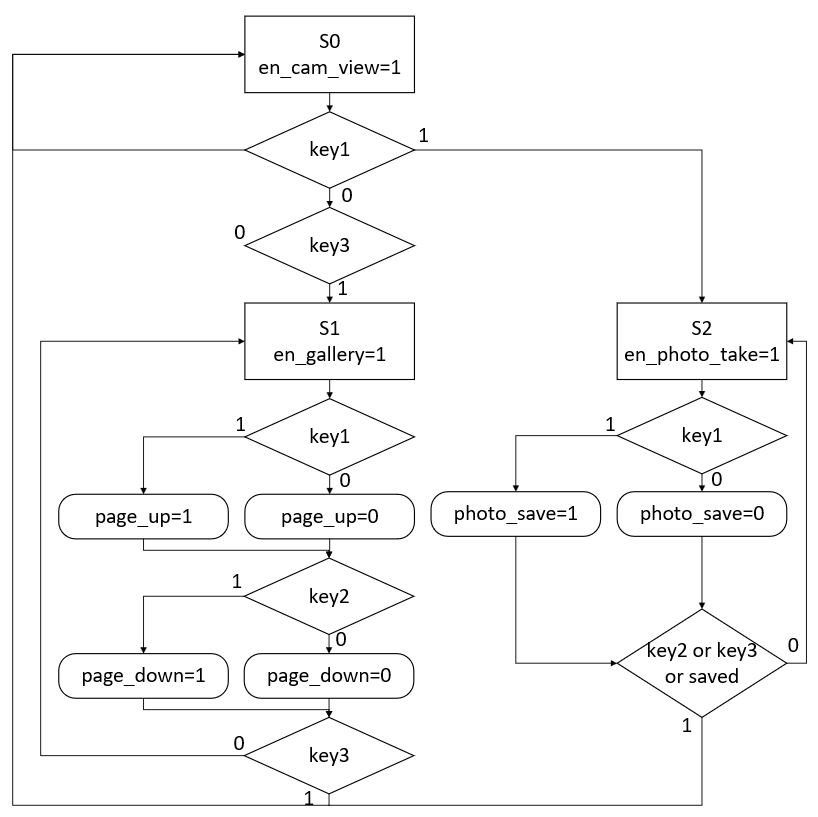 S0
en_cam_view=1
key1
1
0
key3
0
1
S1
en_gallery=1
S2
en_photo_take=1
key1
1
0
key1
1
0
page_up=1
page_up=0
photo_save=1
photo_save=0
key2
1
0
key2 or key3
or saved
0
1
page_down=1
page_down=0
key3
0
1